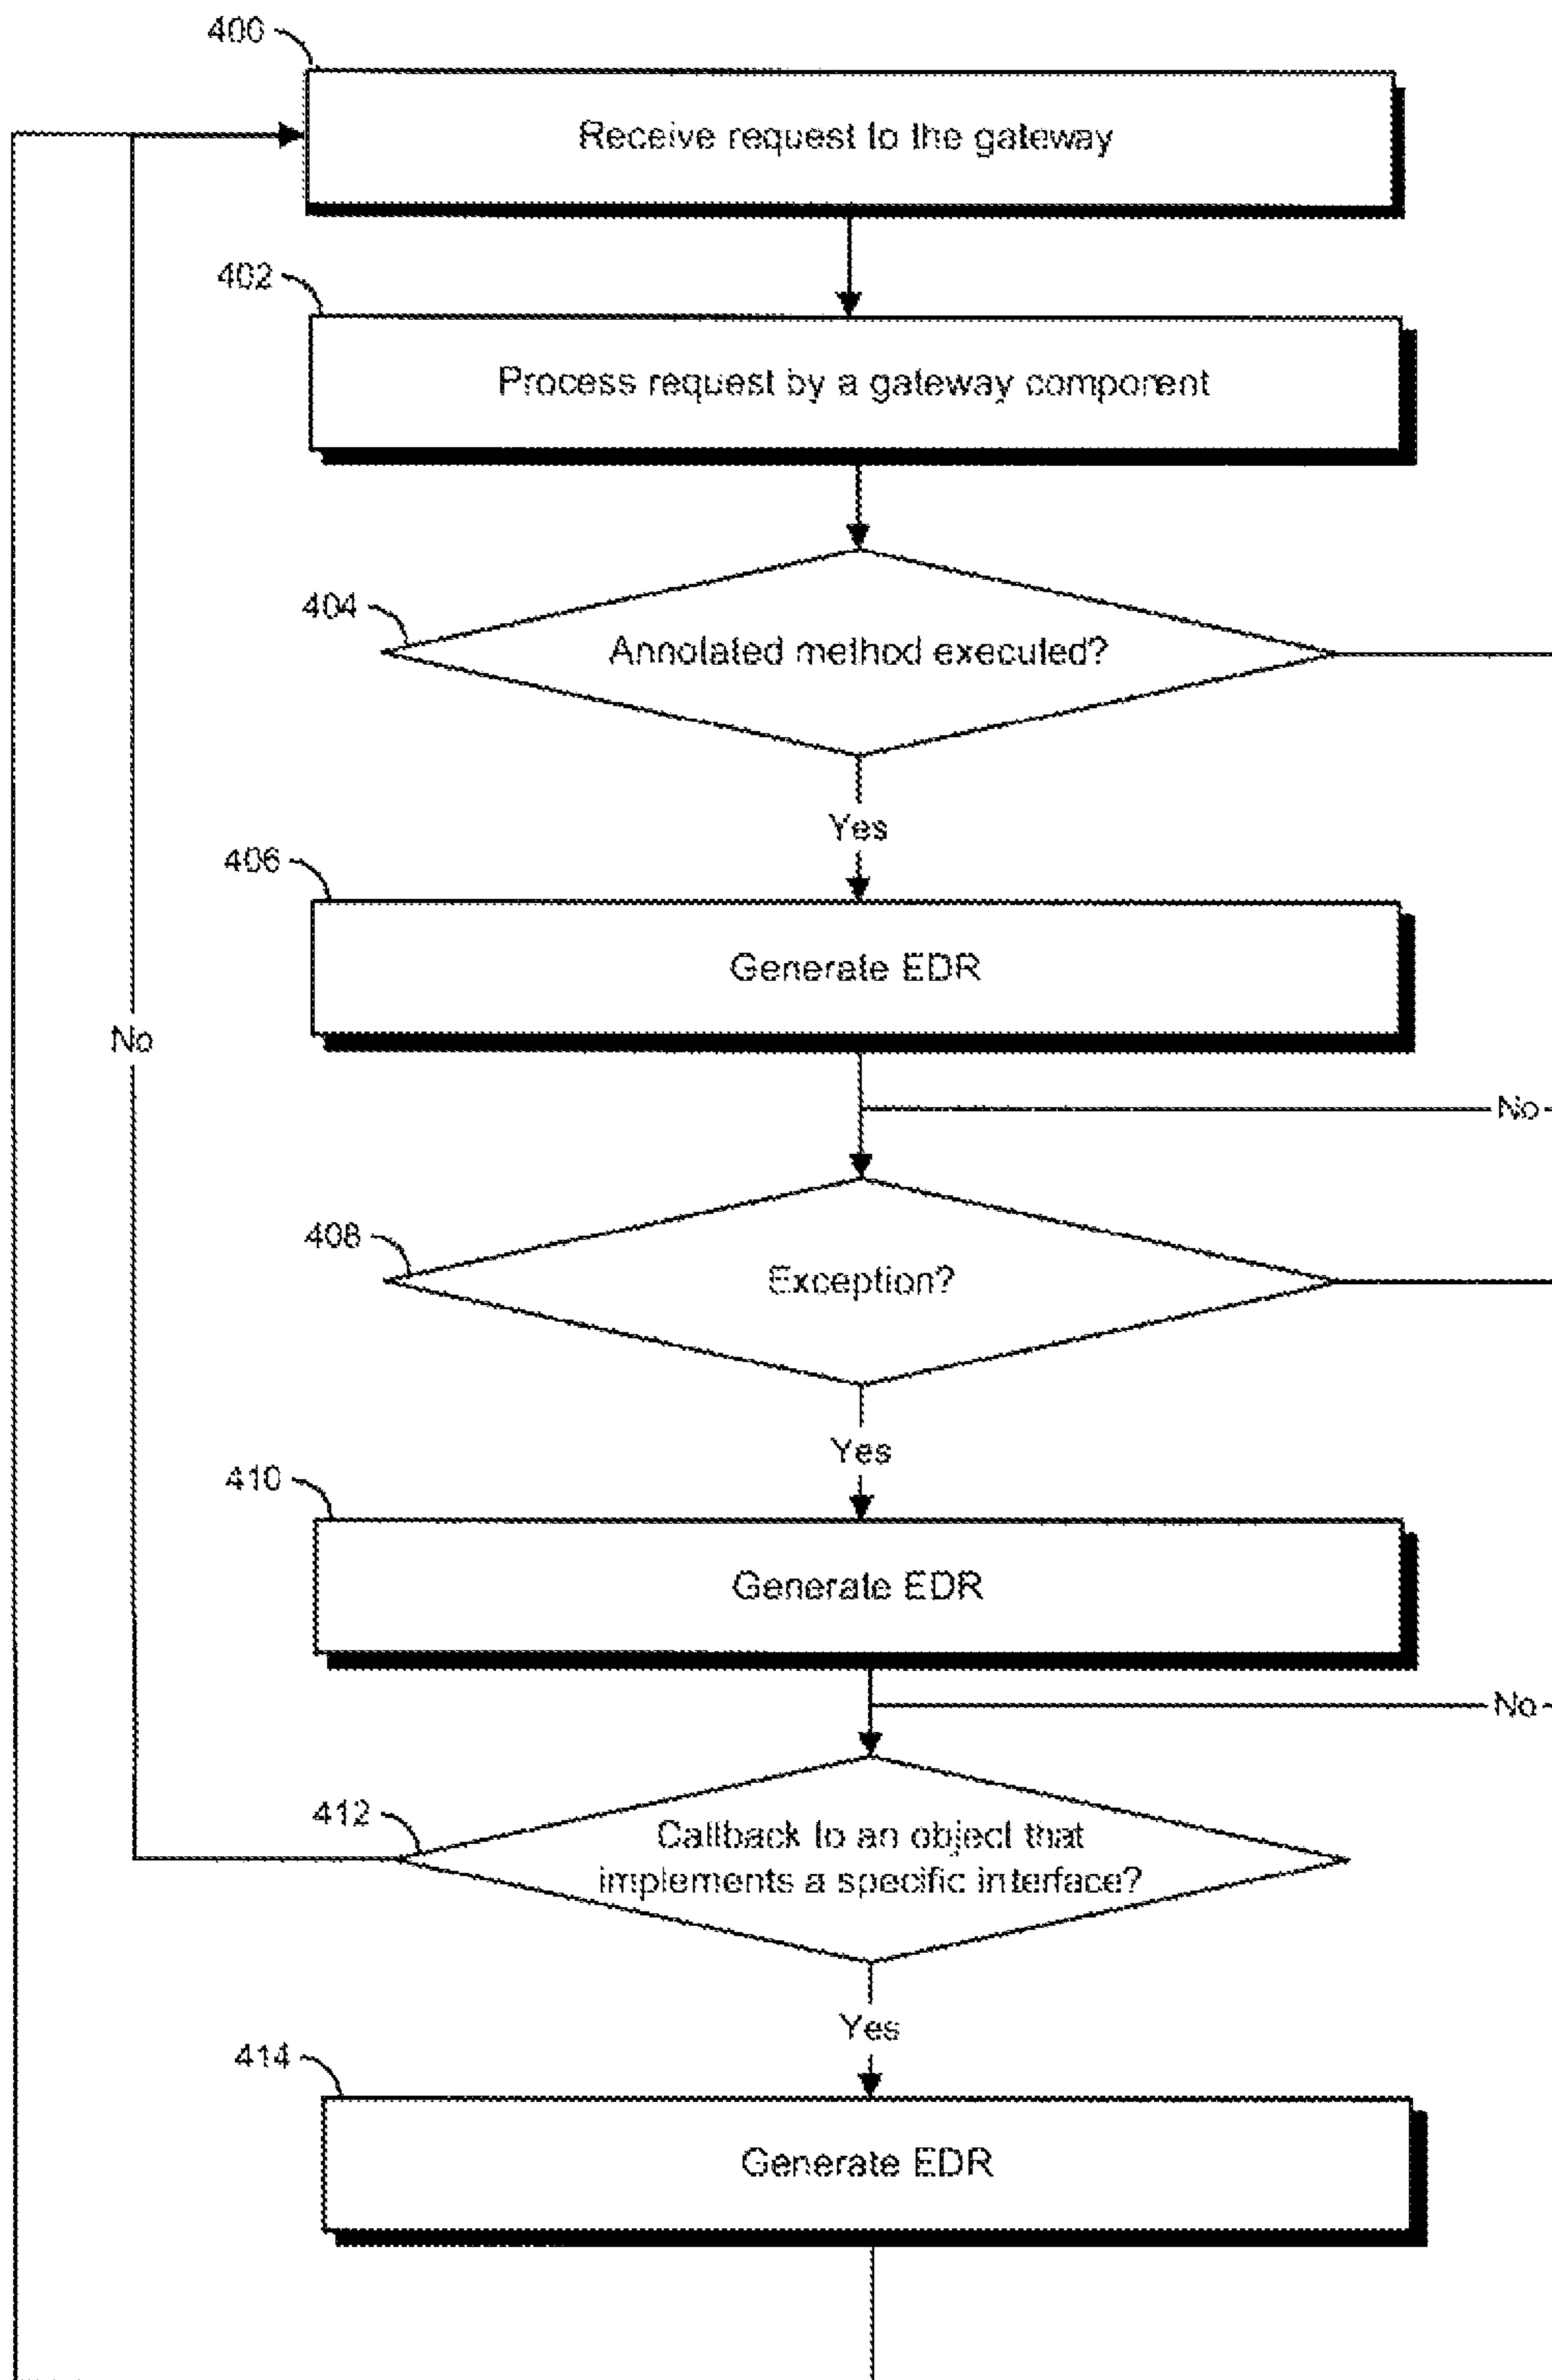 400
Receive request to the gateway
402
Process request by a gateway component
404
Annotated method executed?
Yes
406
Generate EDR
No
No
408
Exception?
Yes
410
Generate EDR
No
412
Callback to an object that
implements a specific interface?
Yes
414
Generate EDR